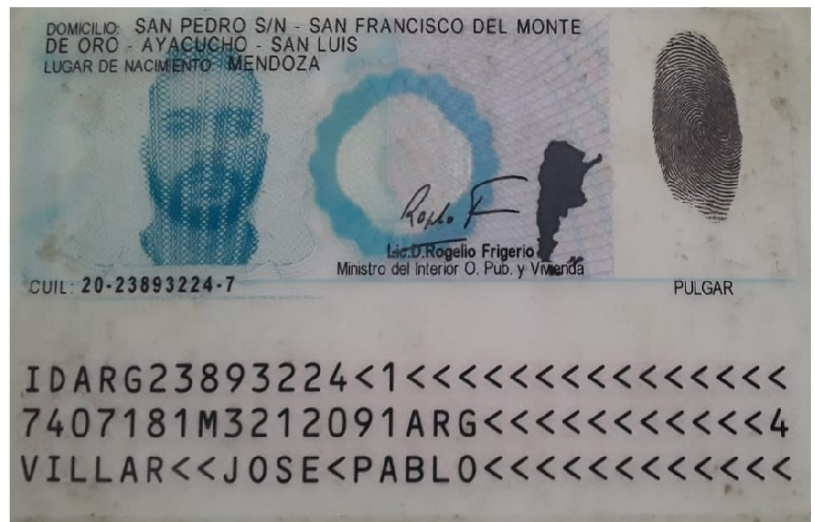 DOMICILIO: SAN PEDRO S/N - SAN FRANCISCO DEL MONTE
DE ORO - AYACUCHO - SAN LUIS
LUGAR DE NACIMIENTO: MENDOZA
Lic.D.Rogelio Frigerio
Ministro del Interior O. Pub. y Vivienda
CUIL: 20-23893224-7
PULGAR
IDARG23893224<1<<<<<<<<<<<<<<<
7407181M3212091ARG<<<<<<<<<<<4
VILLAR<<JOSE<PABLO<<<<<<<<<<<<